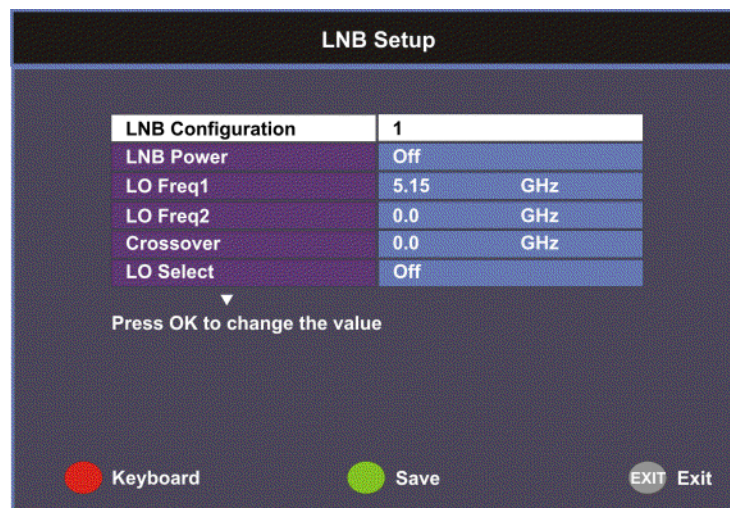 LNB Setup
LNB Configuration 1
LNB Power Off
LO Freq1 5.15 GHz
LO Freq2 0.0 GHz
Crossover 0.0 GHz
LO Select Off
Press OK to change the value
Keyboard Save EXIT Exit